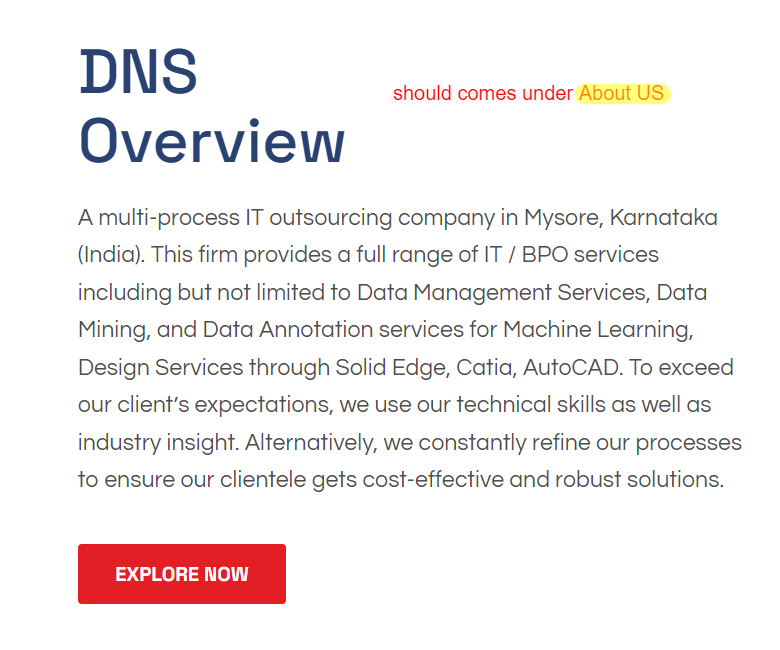 DNS
Overview
should comes under About US
A multi-process IT outsourcing company in Mysore, Karnataka
(India). This firm provides a full range of IT / BPO services
including but not limited to Data Management Services, Data
Mining, and Data Annotation services for Machine Learning,
Design Services through Solid Edge, Catia, AutoCAD. To exceed
our client’s expectations, we use our technical skills as well as
industry insight. Alternatively, we constantly refine our processes
to ensure our clientele gets cost-effective and robust solutions.
EXPLORE NOW